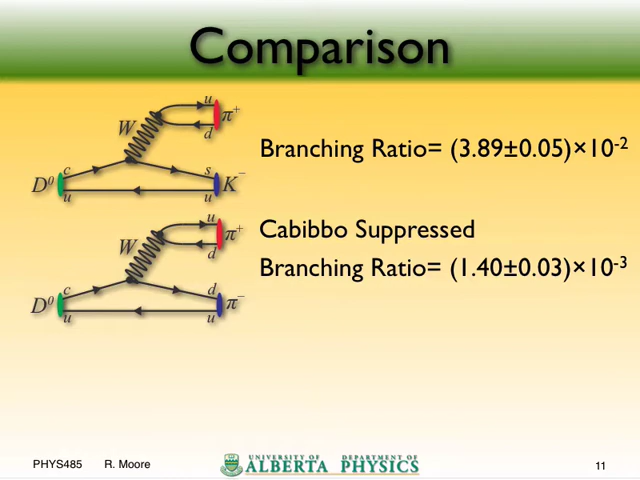 Comparison
u
π⁺
W
d
c
s
D⁰
K⁻
u
u
Branching Ratio= (3.89±0.05)×10⁻²
u
π⁺
W
d
c
d
D⁰
π⁻
u
u
Cabibbo Suppressed
Branching Ratio= (1.40±0.03)×10⁻³
PHYS485 R. Moore
UNIVERSITY OF DEPARTMENT OF
ALBERTA PHYSICS
11